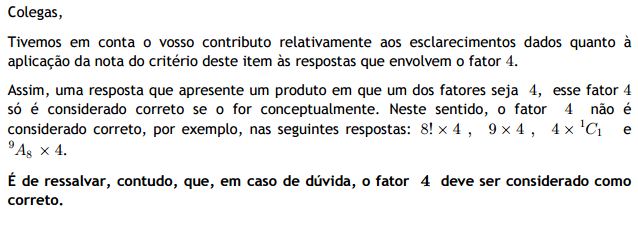 Colegas,
Tivemos em conta o vosso contributo relativamente aos esclarecimentos dados quanto à
aplicação da nota do critério deste item às respostas que envolvem o fator 4.
Assim, uma resposta que apresente um produto em que um dos fatores seja 4, esse fator 4
só é considerado correto se o for conceptualmente. Neste sentido, o fator 4 não é
considerado correto, por exemplo, nas seguintes respostas: 8! × 4 , 9 × 4 , 4 × ¹C₁ e
⁹A₈ × 4.
É de ressalvar, contudo, que, em caso de dúvida, o fator 4 deve ser considerado como
correto.